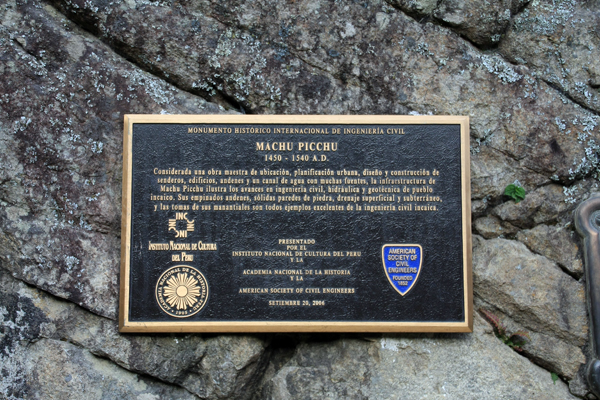 MONUMENTO HISTÓRICO INTERNACIONAL DE INGENIERÍA CIVIL
MACHU PICCHU
1450 - 1540 A.D.
Considerada una obra maestra de ubicación, planificación urbana, diseño y construcción de
senderos, edificios, andenes y un canal de agua con muchas fuentes, la infraestructura de
Machu Picchu ilustra los avances en ingeniería civil, hidráulica y geotécnica de pueblo
incaico. Sus empinados andenes, sólidas paredes de piedra, drenaje superficial y subterráneo,
y las tomas de sus manantiales son todos ejemplos excelentes de la ingeniería civil incaica.
INC
INSTITUTO NACIONAL DE CULTURA
DEL PERU
PRESENTADO
POR EL
INSTITUTO NACIONAL DE CULTURA DEL PERU
Y LA
ACADEMIA NACIONAL DE LA HISTORIA
Y LA
AMERICAN SOCIETY OF CIVIL ENGINEERS
SETIEMBRE 20, 2006
AMERICAN
SOCIETY OF
CIVIL
ENGINEERS
FOUNDED
1852